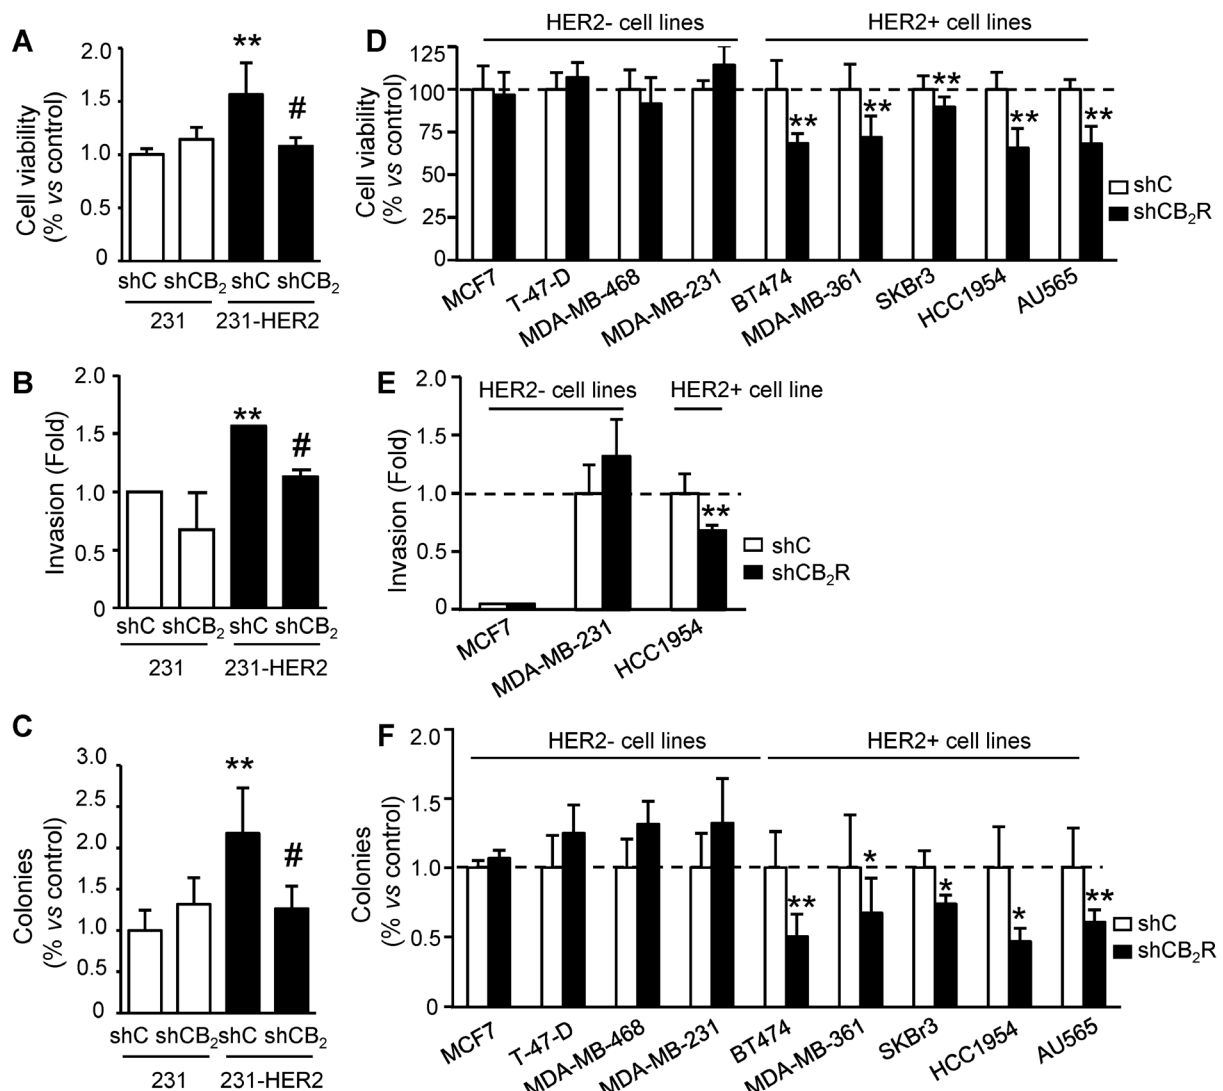 A
Cell viability
(% vs control)
2.0
1.5
1.0
0.5
0
**
#
shC shCB₂ shC shCB₂
231 231-HER2
D
HER2- cell lines HER2+ cell lines
Cell viability
(% vs control)
125
100
75
50
25
0
** ** ** ** **
MCF7 T-47-D MDA-MB-468 MDA-MB-231 BT474 MDA-MB-361 SKBr3 HCC1954 AU565
shC
shCB₂R
B
Invasion (Fold)
2.0
1.5
1.0
0.5
0
**
#
shC shCB₂ shC shCB₂
231 231-HER2
E
HER2- cell lines HER2+ cell line
Invasion (Fold)
2.0
1.5
1.0
0.5
0
**
MCF7 MDA-MB-231 HCC1954
shC
shCB₂R
C
Colonies
(% vs control)
3.0
2.5
2.0
1.5
1.0
0.5
0
**
#
shC shCB₂ shC shCB₂
231 231-HER2
F
HER2- cell lines HER2+ cell lines
Colonies
(% vs control)
2.0
1.5
1.0
0.5
0
** * * * **
MCF7 T-47-D MDA-MB-468 MDA-MB-231 BT474 MDA-MB-361 SKBr3 HCC1954 AU565
shC
shCB₂R